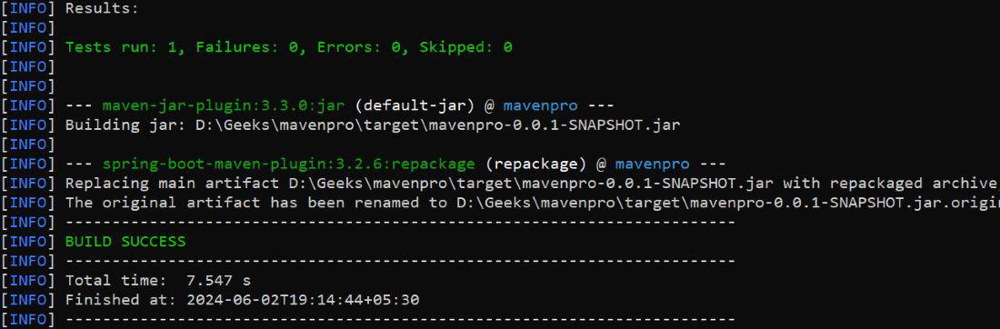 [INFO] Results:
[INFO]
[INFO] Tests run: 1, Failures: 0, Errors: 0, Skipped: 0
[INFO]
[INFO]
[INFO] --- maven-jar-plugin:3.3.0:jar (default-jar) @ mavenpro ---
[INFO] Building jar: D:\Geeks\mavenpro\target\mavenpro-0.0.1-SNAPSHOT.jar
[INFO]
[INFO] --- spring-boot-maven-plugin:3.2.6:repackage (repackage) @ mavenpro ---
[INFO] Replacing main artifact D:\Geeks\mavenpro\target\mavenpro-0.0.1-SNAPSHOT.jar with repackaged archive
[INFO] The original artifact has been renamed to D:\Geeks\mavenpro\target\mavenpro-0.0.1-SNAPSHOT.jar.origin
[INFO] ------------------------------------------------------------------------
[INFO] BUILD SUCCESS
[INFO] ------------------------------------------------------------------------
[INFO] Total time:  7.547 s
[INFO] Finished at: 2024-06-02T19:14:44+05:30
[INFO] ------------------------------------------------------------------------